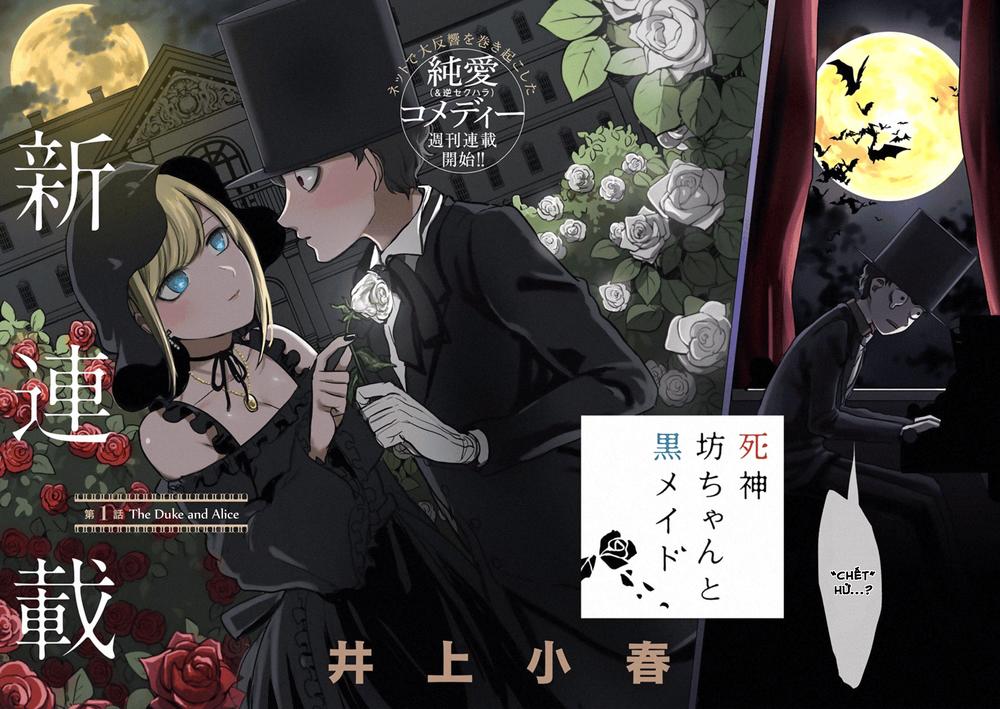 新連載
ネットで大反響を巻き起こした
純愛
(&逆セクハラ)
コメディー
週刊連載
開始!!
第1話 The Duke and Alice
死神
坊ちゃんと
黒メイド
井上小春
"CHẾT"
HỬ...?